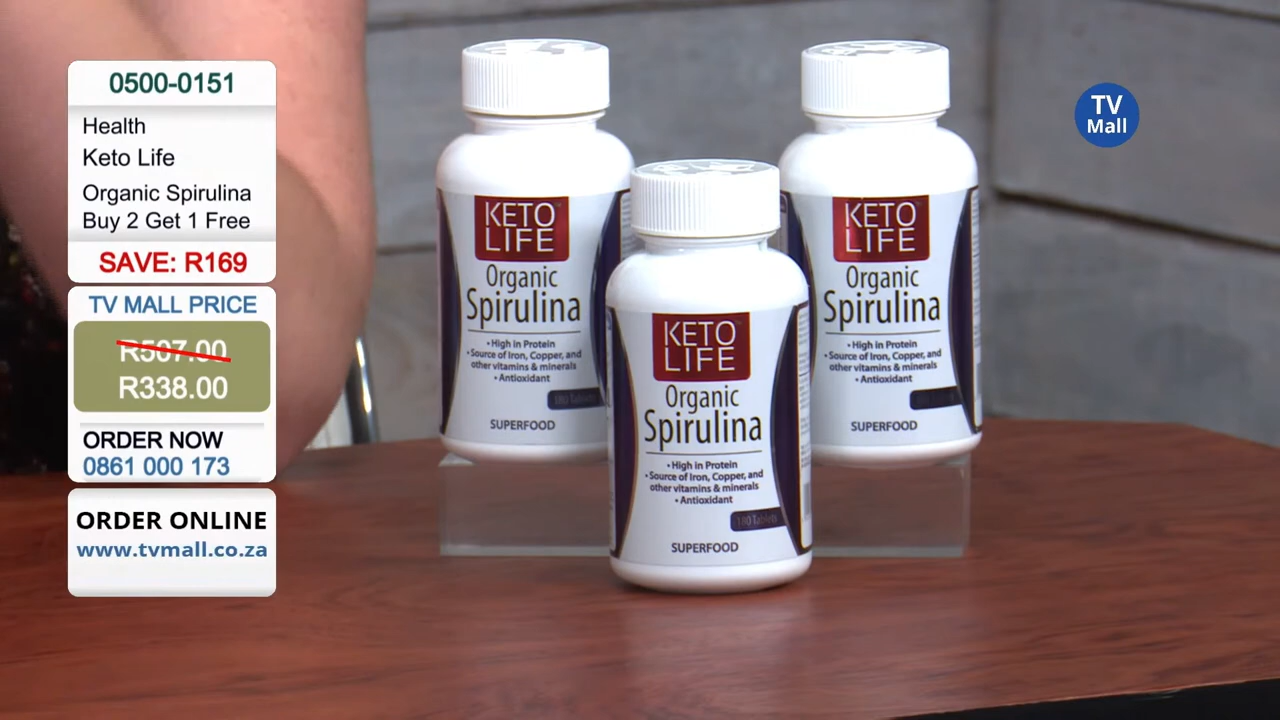 0500-0151
Health
Keto Life
Organic Spirulina
Buy 2 Get 1 Free
SAVE: R169
TV MALL PRICE
R507.00
R338.00
ORDER NOW
0861 000 173
ORDER ONLINE
www.tvmall.co.za
TV
Mall
KETO
LIFE
Organic
Spirulina
• High in Protein
• Source of Iron, Copper, and
other vitamins & minerals
• Antioxidant
180 Tablets
SUPERFOOD
KETO
LIFE
Organic
Spirulina
• High in Protein
• Source of Iron, Copper, and
other vitamins & minerals
• Antioxidant
SUPERFOOD
KETO
LIFE
Organic
Spirulina
• High in Protein
• Source of Iron, Copper, and
other vitamins & minerals
• Antioxidant
180 Tablets
SUPERFOOD